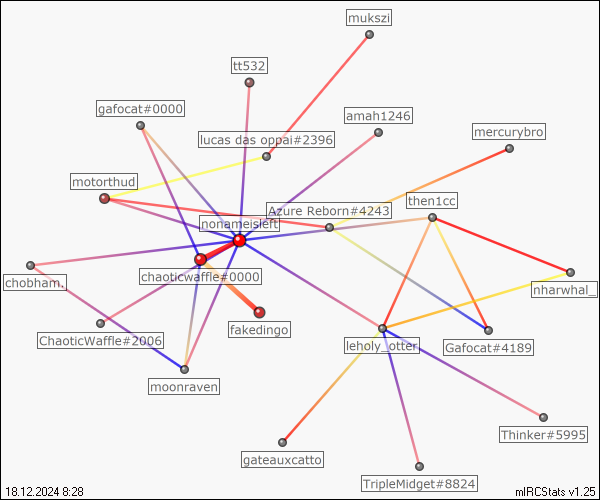 mukszi
tt532
gafocat#0000
amah1246
mercurybro
lucas das oppai#2396
motorthud
then1cc
Azure Reborn#4243
nonameisleft
chobham.
chaoticwaffle#0000
nharwhal_
fakedingo
ChaoticWaffle#2006
leholy_otter
Gafocat#4189
moonraven
Thinker#5995
gateauxcatto
TripleMidget#8824
18.12.2024 8:28
mIRCStats v1.25